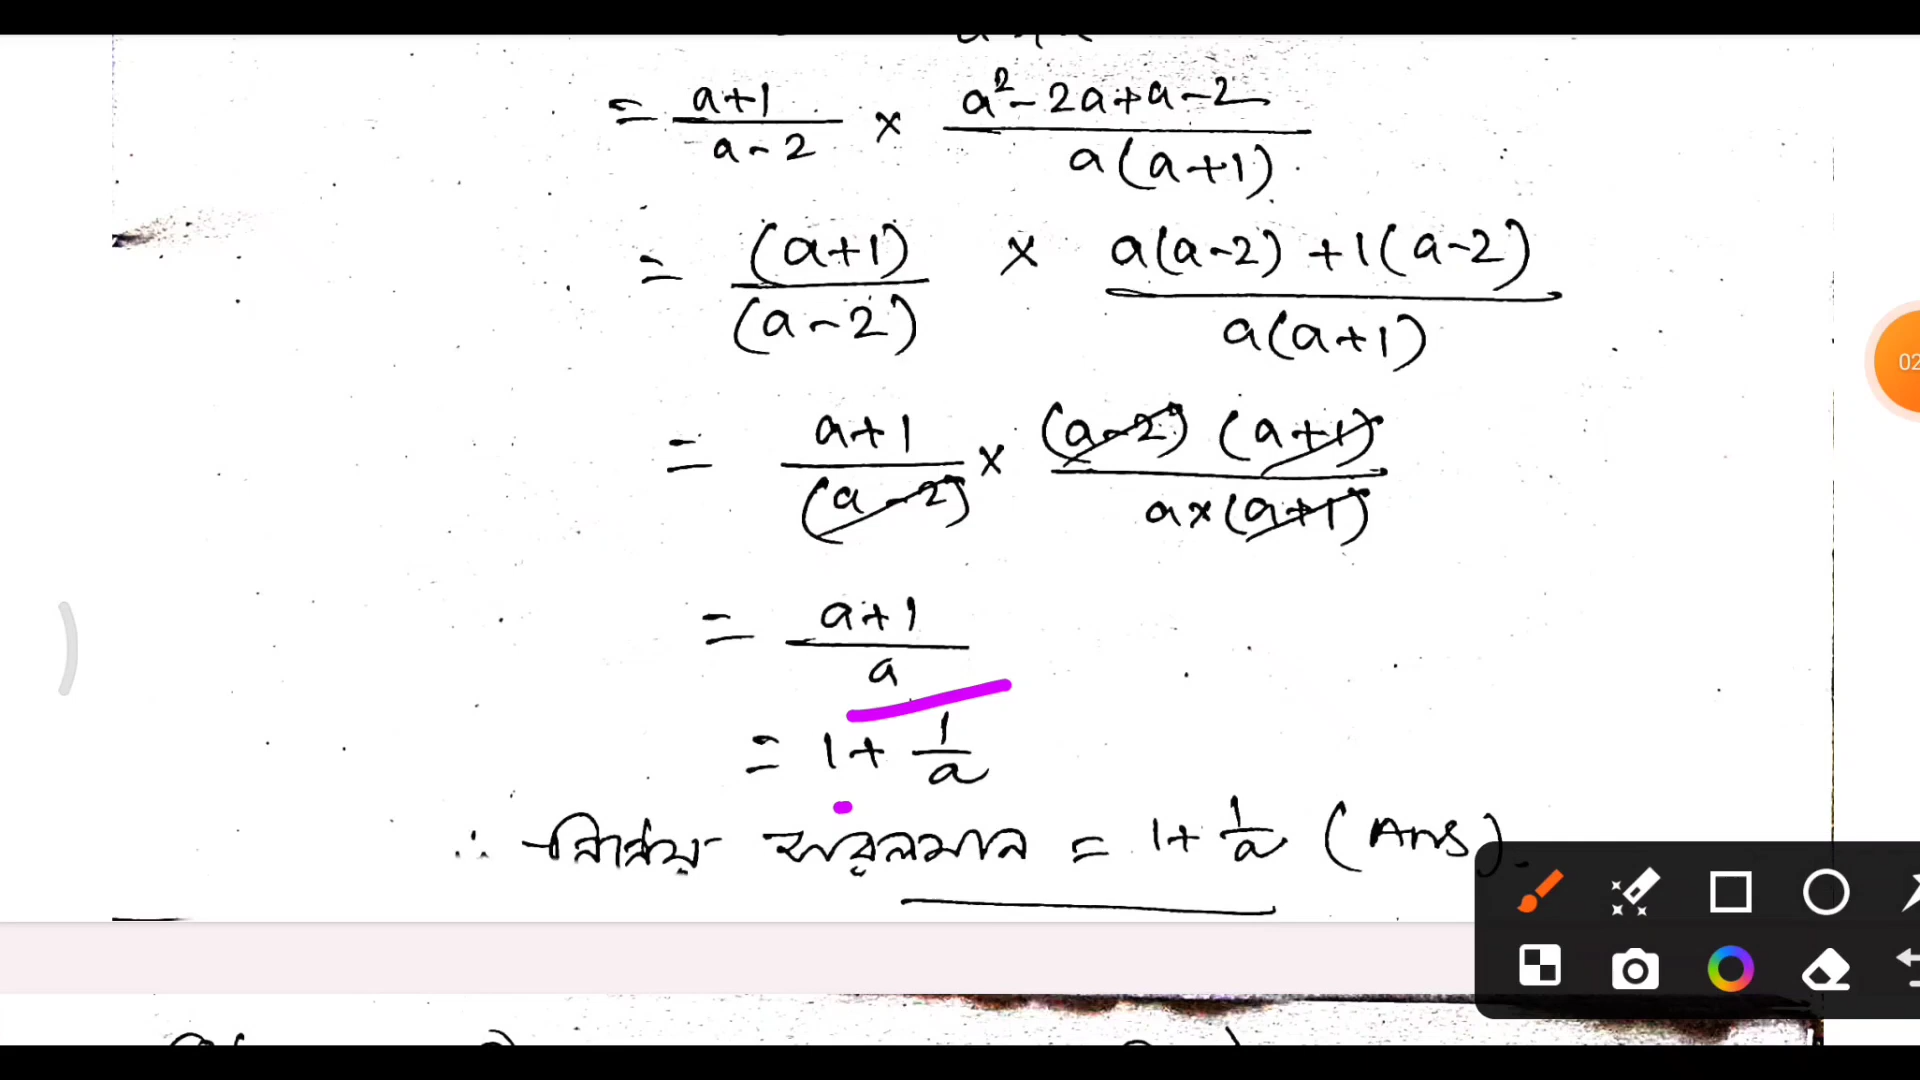 = a+1/a-2 × a²-2a+a-2/a(a+1)
= (a+1)/(a-2) × a(a-2)+1(a-2)/a(a+1)
= a+1/(a-2) × (a-2)(a+1)/a×(a+1)
= a+1/a
= 1+1/a
∴ নির্ণেয় সরলমান = 1+1/a (Ans).
02